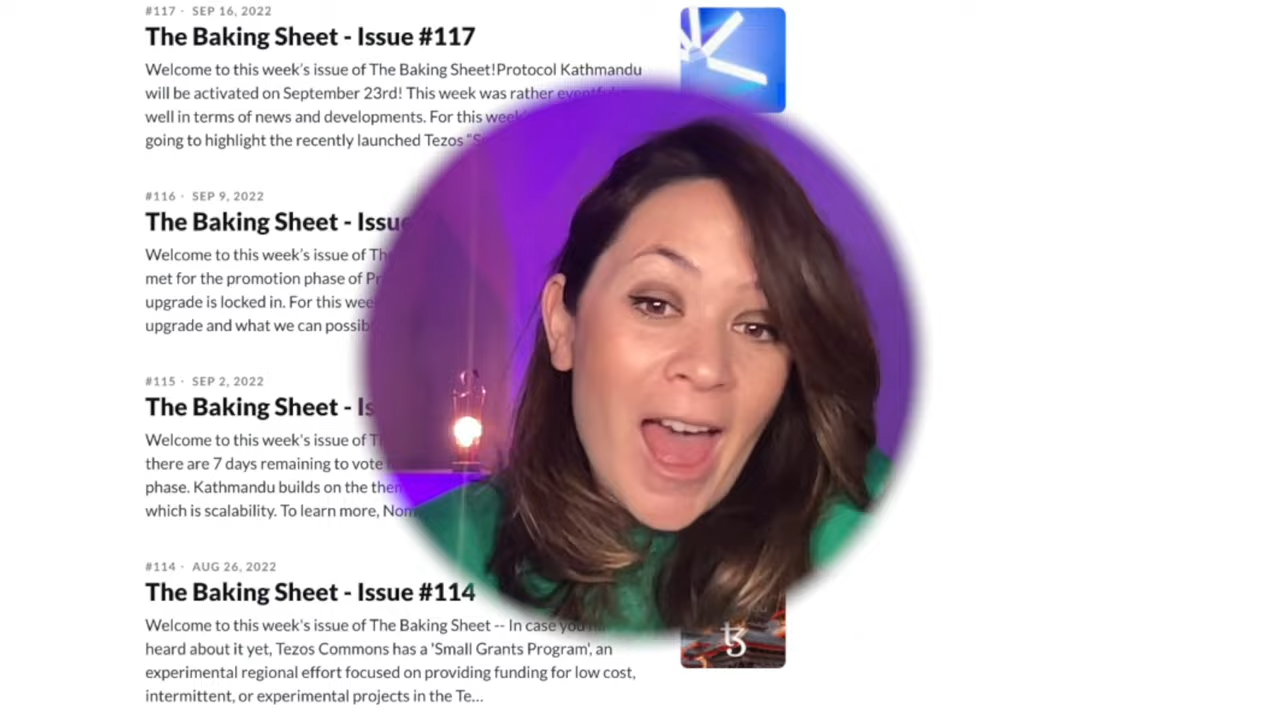 #117 · SEP 16, 2022
The Baking Sheet - Issue #117
Welcome to this week's issue of The Baking Sheet!Protocol Kathmandu
will be activated on September 23rd! This week was rather
well in terms of news and developments. For this
going to highlight the recently launched Tezos
#116 · SEP 9, 2022
The Baking Sheet - Issue
Welcome to this week's issue of
met for the promotion phase of
upgrade is locked in. For this
upgrade and what we can
#115 · SEP 2, 2022
The Baking Sheet -
Welcome to this week's issue of
there are 7 days remaining to vote
phase. Kathmandu builds on the
which is scalability. To learn more,
#114 · AUG 26, 2022
The Baking Sheet - Issue #114
Welcome to this week's issue of The Baking Sheet -- In case you
heard about it yet, Tezos Commons has a 'Small Grants Program', an
experimental regional effort focused on providing funding for low cost,
intermittent, or experimental projects in the Te...